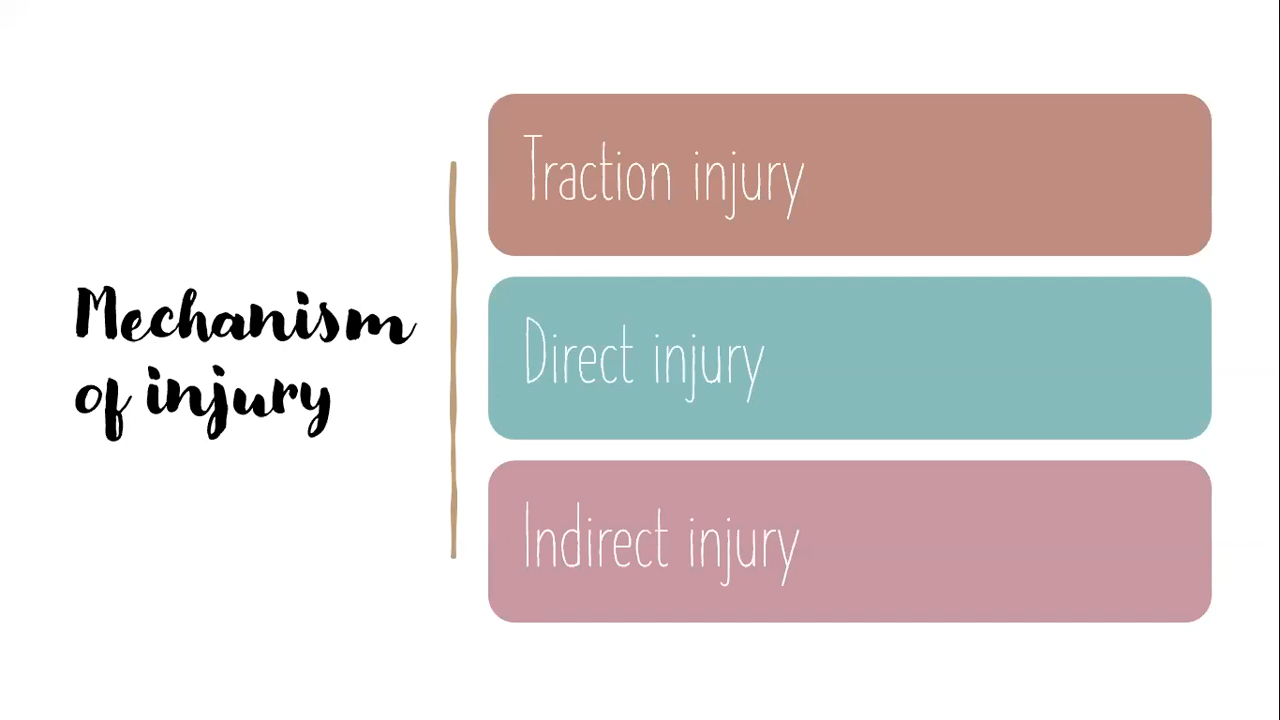 Mechanism
of injury
Traction injury
Direct injury
Indirect injury